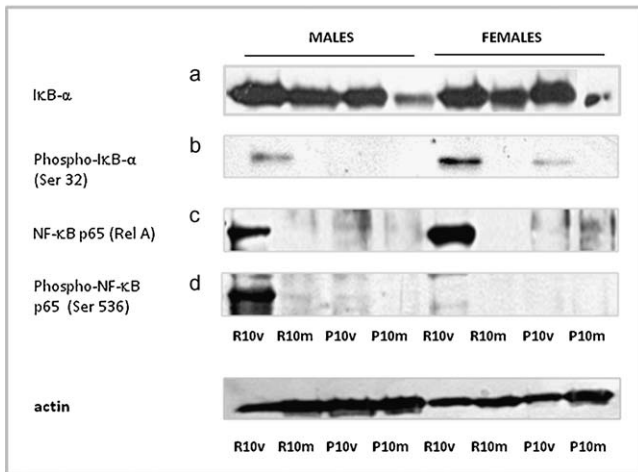 MALES FEMALES
a
IκB-α
b
Phospho-IκB-α
(Ser 32)
c
NF-κB p65 (Rel A)
d
Phospho-NF-κB
p65 (Ser 536)
R10v R10m P10v P10m R10v R10m P10v P10m
actin
R10v R10m P10v P10m R10v R10m P10v P10m